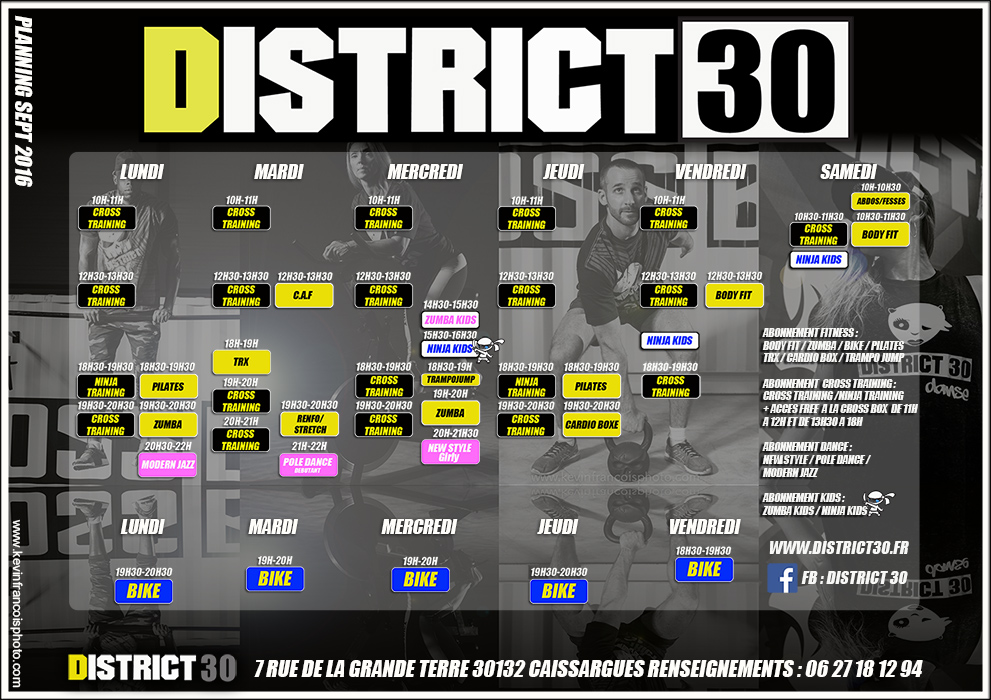 PLANNING SEPT 2016
DISTRICT 30
LUNDI
10H-11H
CROSS
TRAINING
12H30-13H30
CROSS
TRAINING
18H30-19H30
NINJA
TRAINING
18H30-19H30
PILATES
19H30-20H30
CROSS
TRAINING
19H30-20H30
ZUMBA
20H30-22H
MODERN JAZZ
MARDI
10H-11H
CROSS
TRAINING
12H30-13H30
CROSS
TRAINING
12H30-13H30
C.A.F
18H-19H
TRX
19H-20H
CROSS
TRAINING
20H-21H
CROSS
TRAINING
19H30-20H30
RENFO/
STRETCH
21H-22H
POLE DANCE
DEBUTANT
MERCREDI
10H-11H
CROSS
TRAINING
12H30-13H30
CROSS
TRAINING
14H30-15H30
ZUMBA KIDS
15H30-16H30
NINJA KIDS
18H30-19H30
CROSS
TRAINING
18H30-19H
TRAMPOJUMP
19H30-20H30
CROSS
TRAINING
19H-20H
ZUMBA
20H-21H30
NEW STYLE
Girly
JEUDI
10H-11H
CROSS
TRAINING
12H30-13H30
CROSS
TRAINING
18H30-19H30
NINJA
TRAINING
18H30-19H30
PILATES
19H30-20H30
CROSS
TRAINING
19H30-20H30
CARDIO BOXE
VENDREDI
10H-11H
CROSS
TRAINING
12H30-13H30
CROSS
TRAINING
12H30-13H30
BODY FIT
NINJA KIDS
18H30-19H30
CROSS
TRAINING
SAMEDI
10H-10H30
ABDOS/FESSES
10H30-11H30
CROSS
TRAINING
10H30-11H30
BODY FIT
NINJA KIDS
ABONNEMENT FITNESS :
BODY FIT / ZUMBA / BIKE / PILATES
TRX / CARDIO BOX / TRAMPO JUMP
ABONNEMENT CROSS TRAINING :
CROSS TRAINING /NINJA TRAINING
+ ACCES FREE A LA CROSS BOX DE 11H
A 12H ET DE 13H30 A 18H
ABONNEMENT DANCE :
NEW STYLE / POLE DANCE /
MODERN JAZZ
ABONNEMENT KIDS :
ZUMBA KIDS / NINJA KIDS
LUNDI
19H30-20H30
BIKE
MARDI
19H-20H
BIKE
MERCREDI
19H-20H
BIKE
JEUDI
19H30-20H30
BIKE
VENDREDI
18H30-19H30
BIKE
WWW.DISTRICT30.FR
f FB : DISTRICT 30
DISTRICT 30
danse
www.kevinfrancoisphoto.com
DISTRICT 30 7 RUE DE LA GRANDE TERRE 30132 CAISSARGUES RENSEIGNEMENTS : 06 27 18 12 94